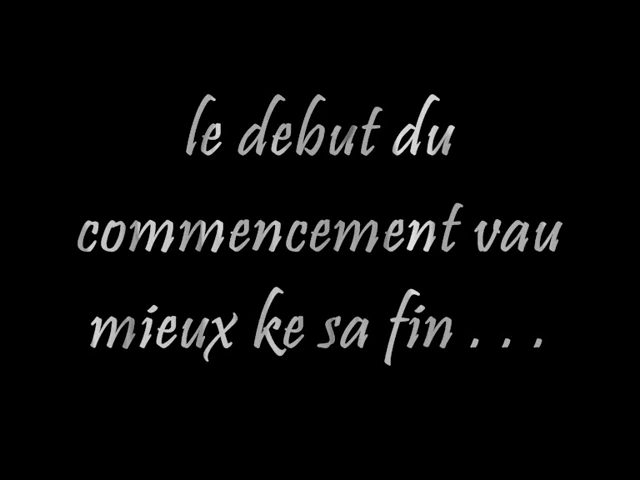 le debut du
commencement vau
mieux ke sa fin . . .